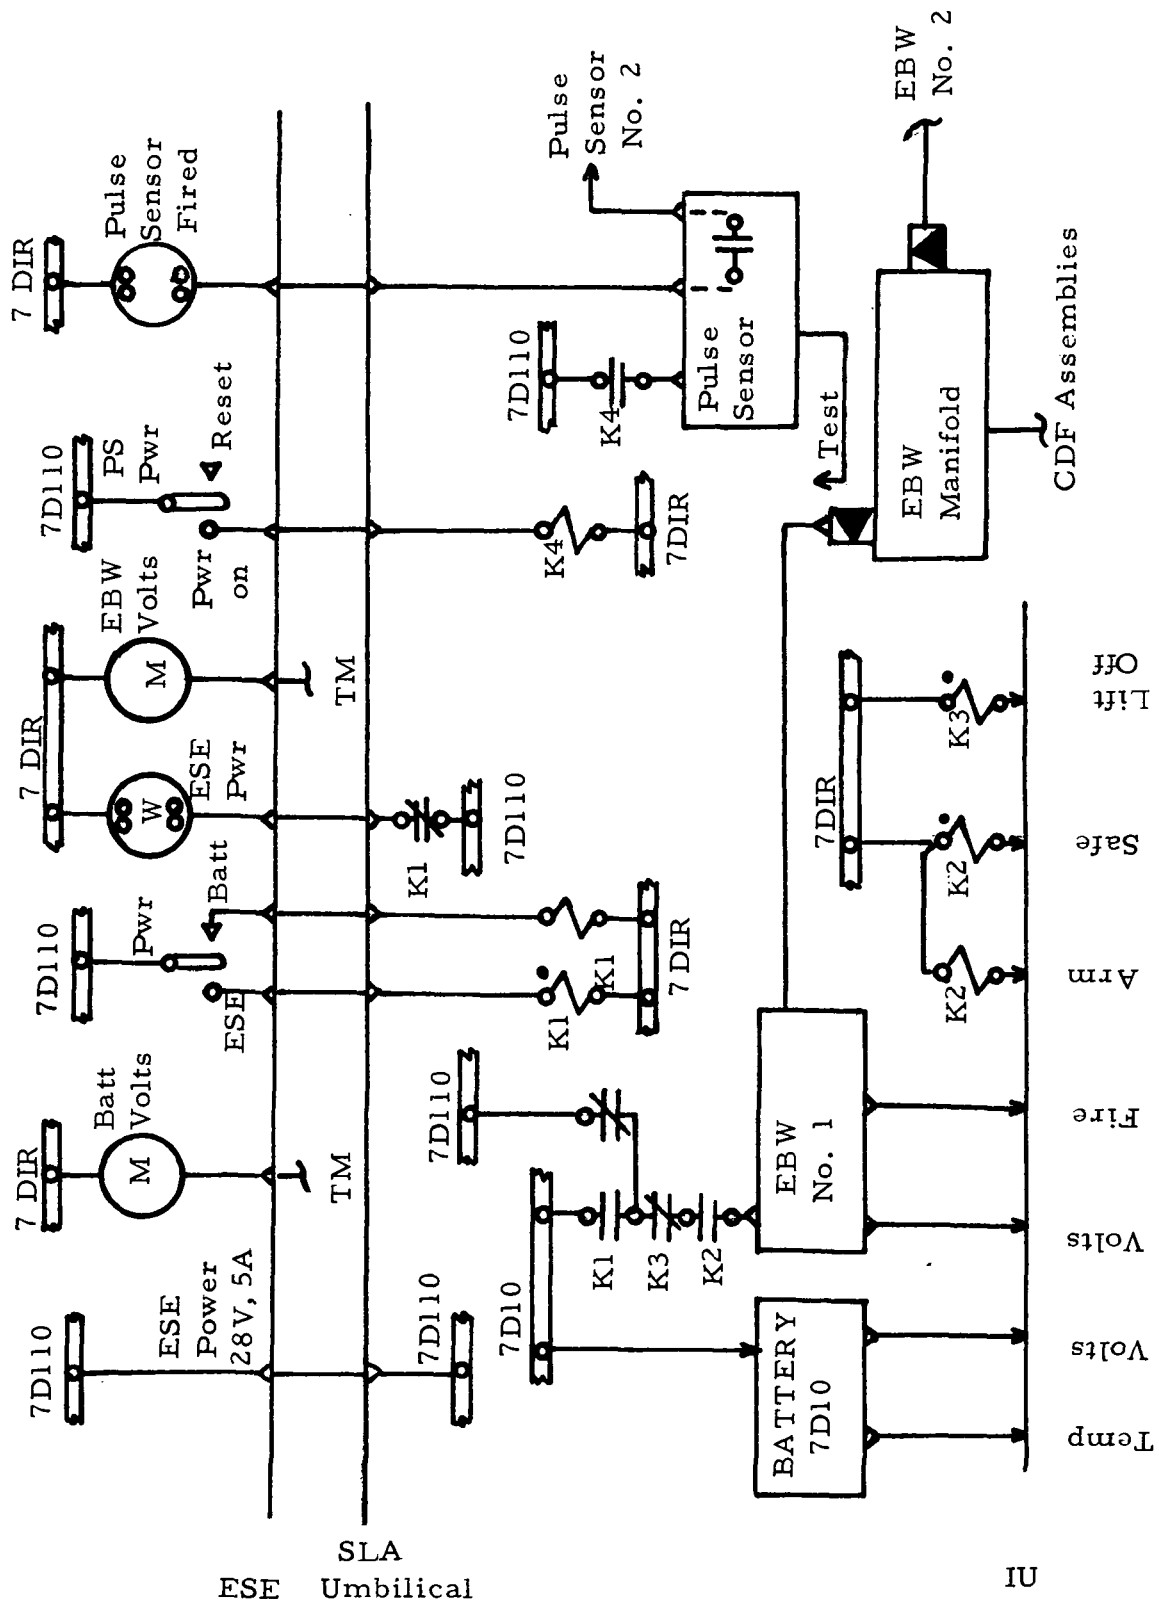 7D110
ESE
Power
28V, 5A
7 DIR
Batt
Volts
M
TM
7D110
Pwr
ESE
Batt
7 DIR
W
ESE
Pwr
EBW
Volts
M
TM
7D110
PS
Pwr
Pwr
on
Reset
7 DIR
Pulse
Sensor
Fired
ESE
SLA
Umbilical
7D110
7D110
7D10
K1
K3
K2
K1
K1
7 DIR
K1
7D110
K4
7DIR
7D110
K4
Pulse
Sensor
Pulse
Sensor
No. 2
Test
BATTERY
7D10
EBW
No. 1
7DIR
K2
K2
K3
EBW
Manifold
EBW
No. 2
CDF Assemblies
IU
Temp
Volts
Volts
Fire
Arm
Safe
Lift
Off